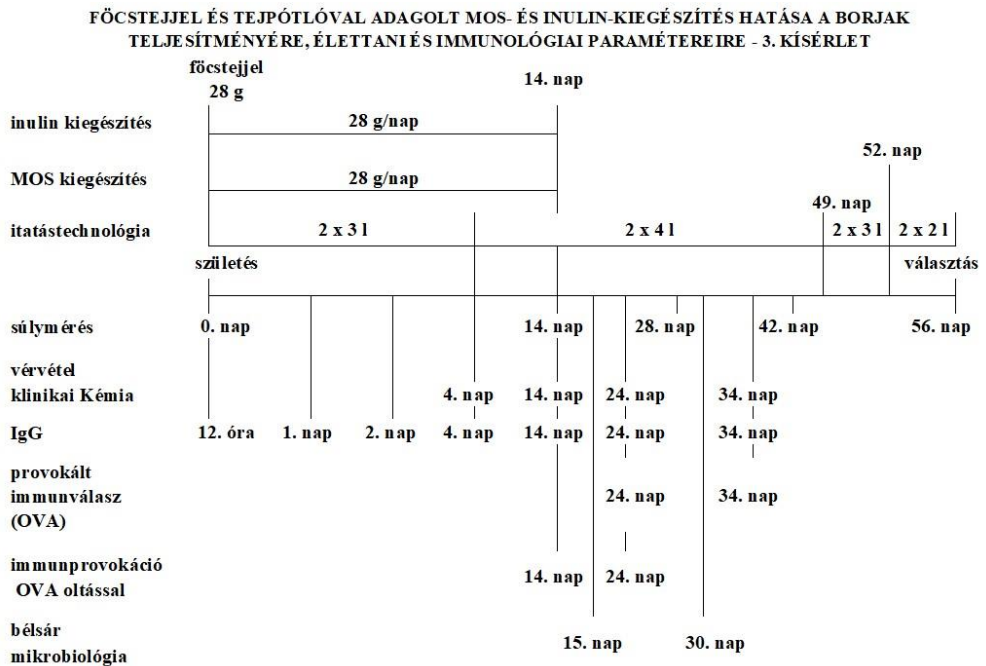 FÖCSTEJJEL ÉS TEJPÓTLÓVAL ADAGOLT MOS- ÉS INULIN-KIEGÉSZÍTÉS HATÁSA A BORJAK
TELJESÍTMÉNYÉRE, ÉLETTANI ÉS IMMUNOLÓGIAI PARAMÉTEREIRE - 3. KÍSÉRLET
föcstejjel
28 g
14. nap
inulin kiegészítés
28 g/nap
52. nap
MOS kiegészítés
28 g/nap
49. nap
itatástechnológia
2 x 3 l
2 x 4 l
2 x 3 l
2 x 2 l
születés
választás
súlymérés
0. nap
14. nap
28. nap
42. nap
56. nap
vérvétel
klinikai Kémia
4. nap
14. nap
24. nap
34. nap
IgG
12. óra
1. nap
2. nap
4. nap
14. nap
24. nap
34. nap
provokált
immunválasz
(OVA)
24. nap
34. nap
immunprovokáció
OVA oltással
14. nap
24. nap
bélsár
mikrobiológia
15. nap
30. nap